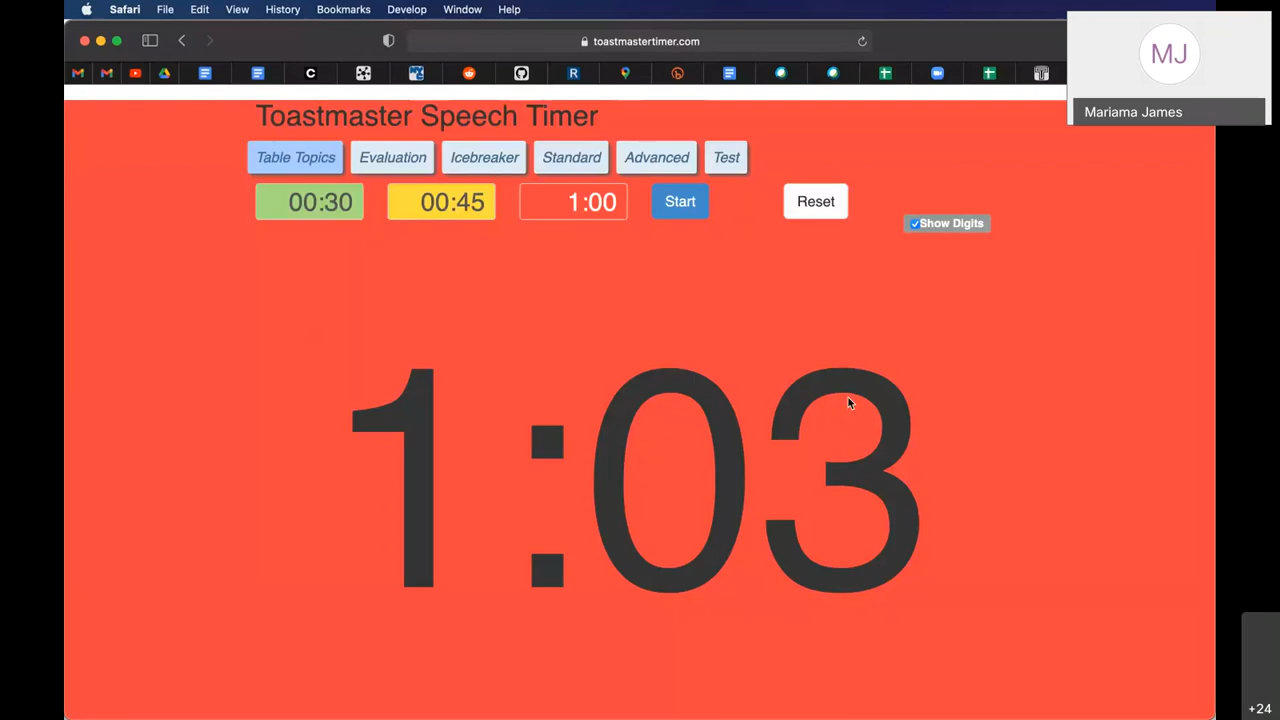 Safari File Edit View History Bookmarks Develop Window Help
toastmastertimer.com
MJ
Mariama James
Toastmaster Speech Timer
Table Topics Evaluation Icebreaker Standard Advanced Test
00:30 00:45 1:00 Start Reset
Show Digits
1:03
+24